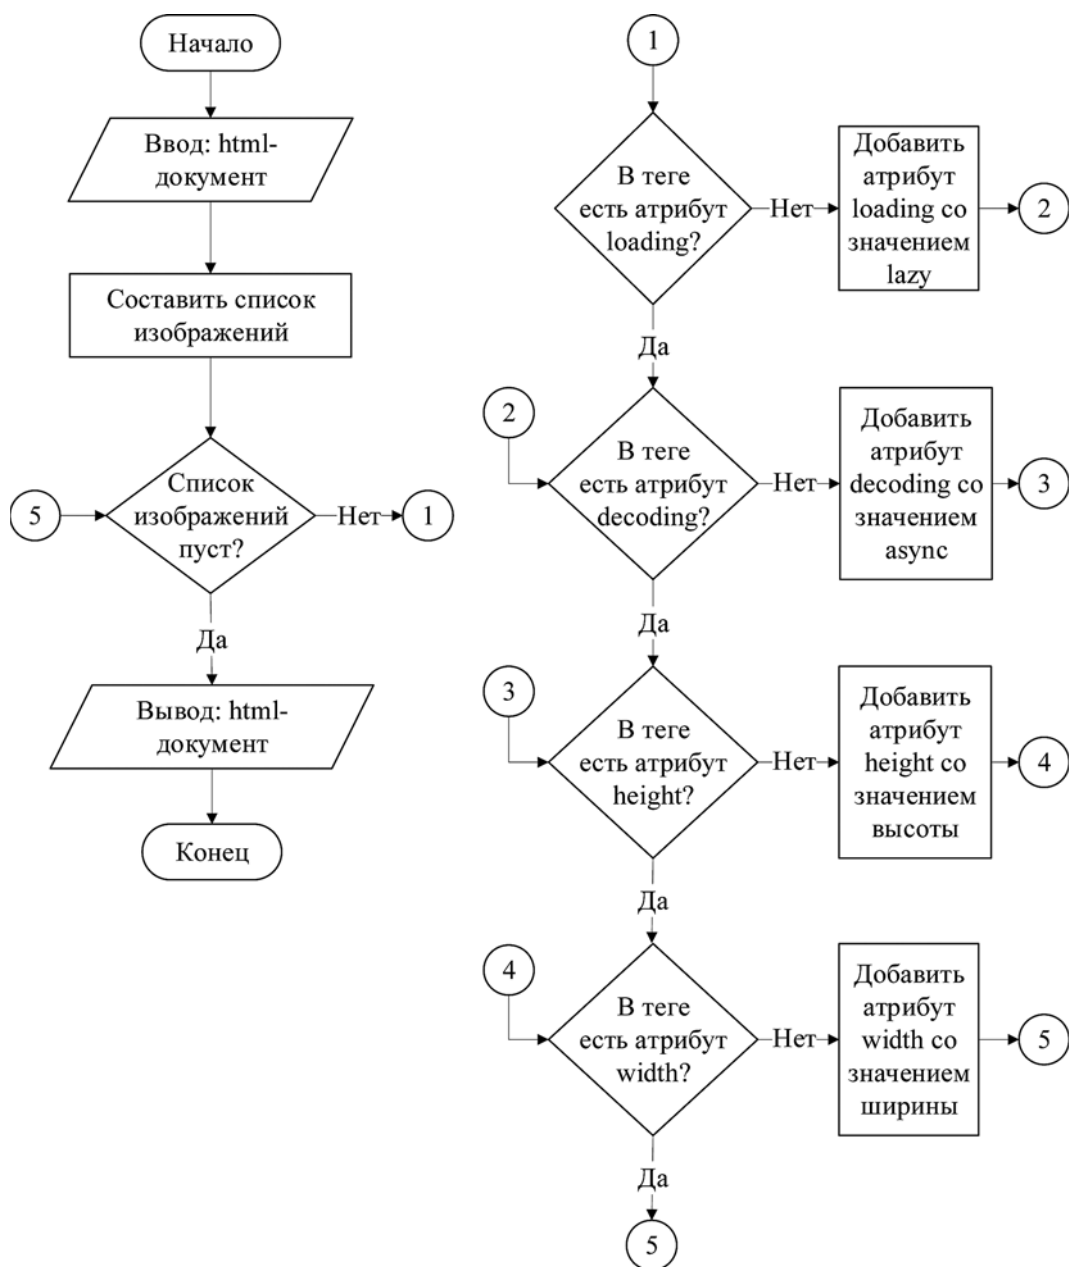 Начало
Ввод: html-
документ
Составить список
изображений
5
Список
изображений
пуст?
Нет
1
Да
Вывод: html-
документ
Конец
1
В теге
есть атрибут
loading?
Нет
Добавить
атрибут
loading со
значением
lazy
2
Да
2
В теге
есть атрибут
decoding?
Нет
Добавить
атрибут
decoding со
значением
async
3
Да
3
В теге
есть атрибут
height?
Нет
Добавить
атрибут
height со
значением
высоты
4
Да
4
В теге
есть атрибут
width?
Нет
Добавить
атрибут
width со
значением
ширины
5
Да
5